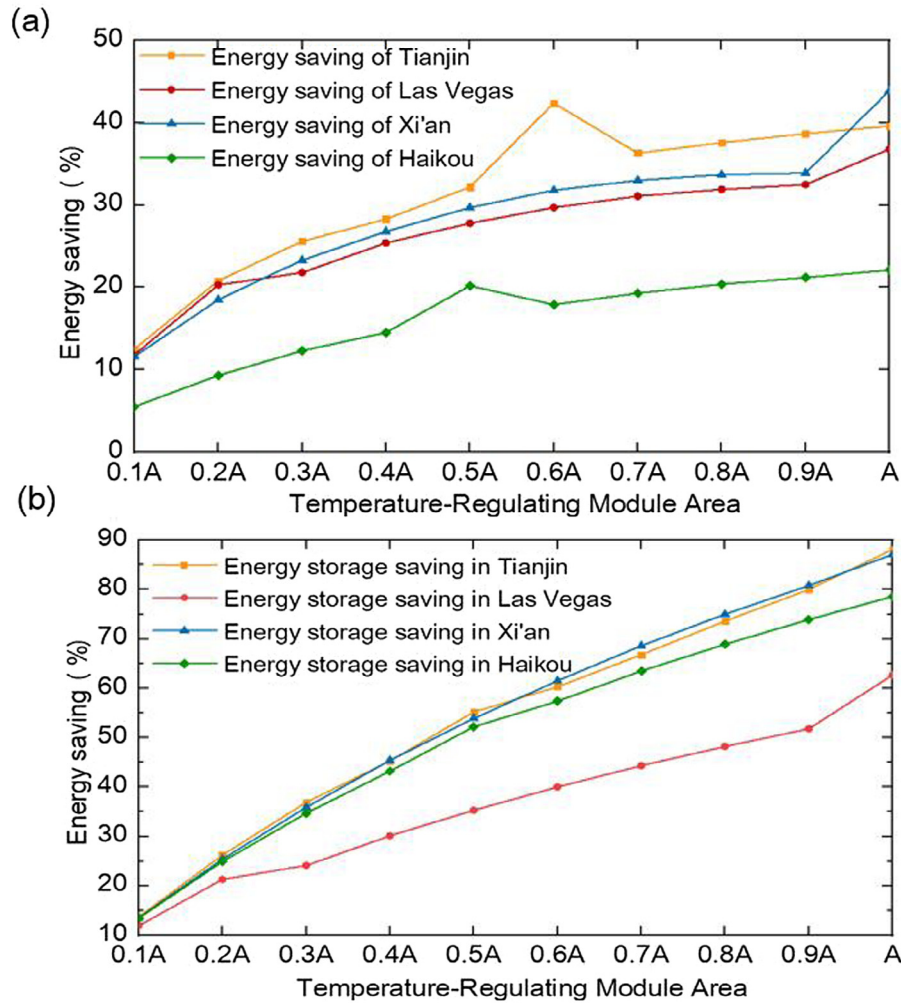 (a)
50
40
30
20
10
0
Energy saving ( %)
Energy saving of Tianjin
Energy saving of Las Vegas
Energy saving of Xi'an
Energy saving of Haikou
0.1A 0.2A 0.3A 0.4A 0.5A 0.6A 0.7A 0.8A 0.9A A
Temperature-Regulating Module Area
(b)
90
80
70
60
50
40
30
20
10
Energy saving ( %)
Energy storage saving in Tianjin
Energy storage saving in Las Vegas
Energy storage saving in Xi'an
Energy storage saving in Haikou
0.1A 0.2A 0.3A 0.4A 0.5A 0.6A 0.7A 0.8A 0.9A A
Temperature-Regulating Module Area